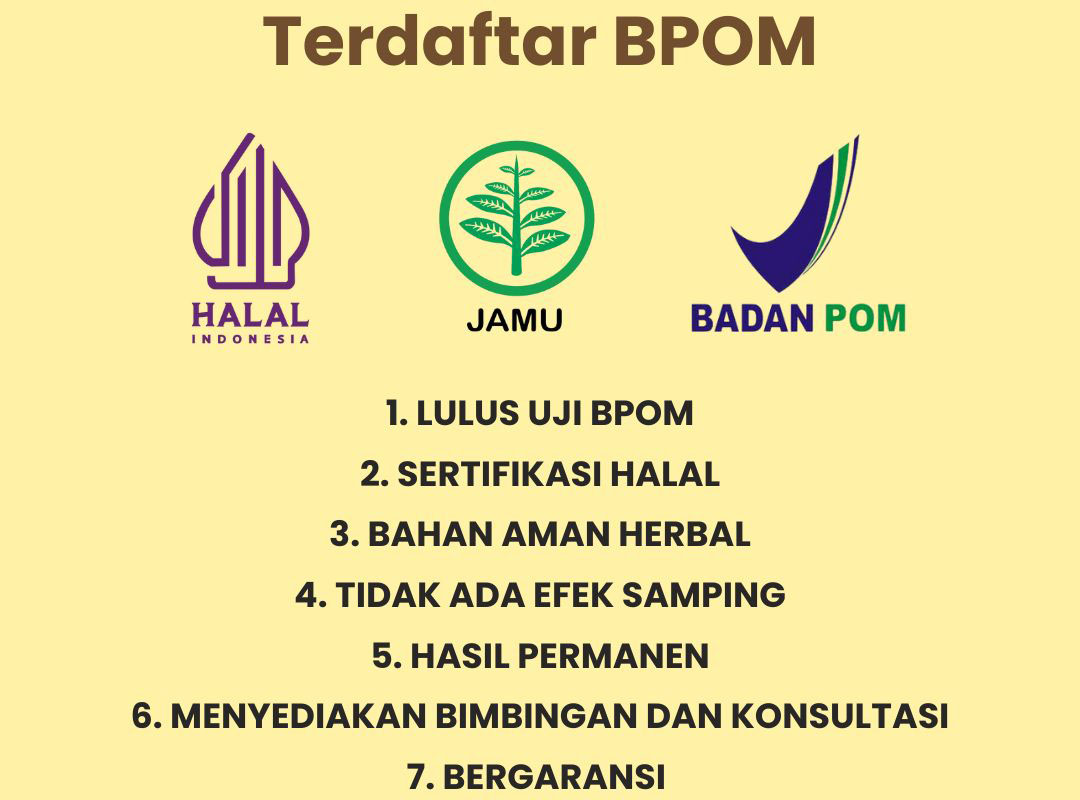 Terdaftar BPOM
HALAL
INDONESIA
JAMU
BADAN POM
1. LULUS UJI BPOM
2. SERTIFIKASI HALAL
3. BAHAN AMAN HERBAL
4. TIDAK ADA EFEK SAMPING
5. HASIL PERMANEN
6. MENYEDIAKAN BIMBINGAN DAN KONSULTASI
7. BERGARANSI